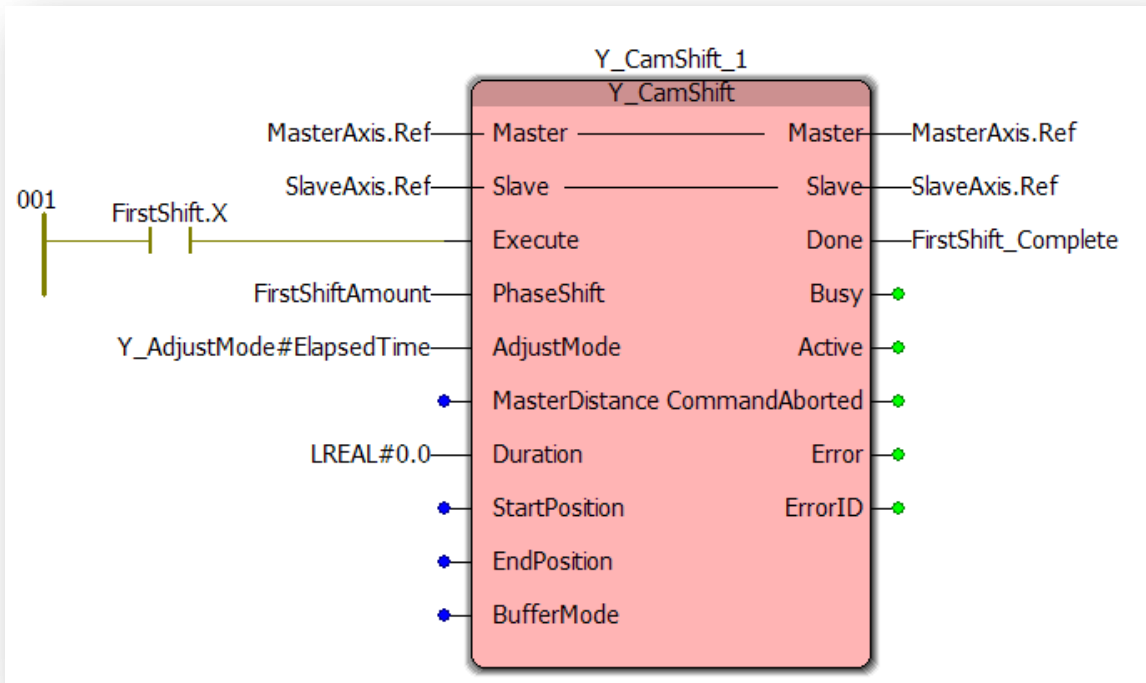 Y_CamShift_1
Y_CamShift
MasterAxis.Ref Master Master MasterAxis.Ref
SlaveAxis.Ref Slave Slave SlaveAxis.Ref
001
FirstShift.X Execute Done FirstShift_Complete
FirstShiftAmount PhaseShift Busy
Y_AdjustMode#ElapsedTime AdjustMode Active
MasterDistance CommandAborted
LREAL#0.0 Duration Error
StartPosition ErrorID
EndPosition
BufferMode